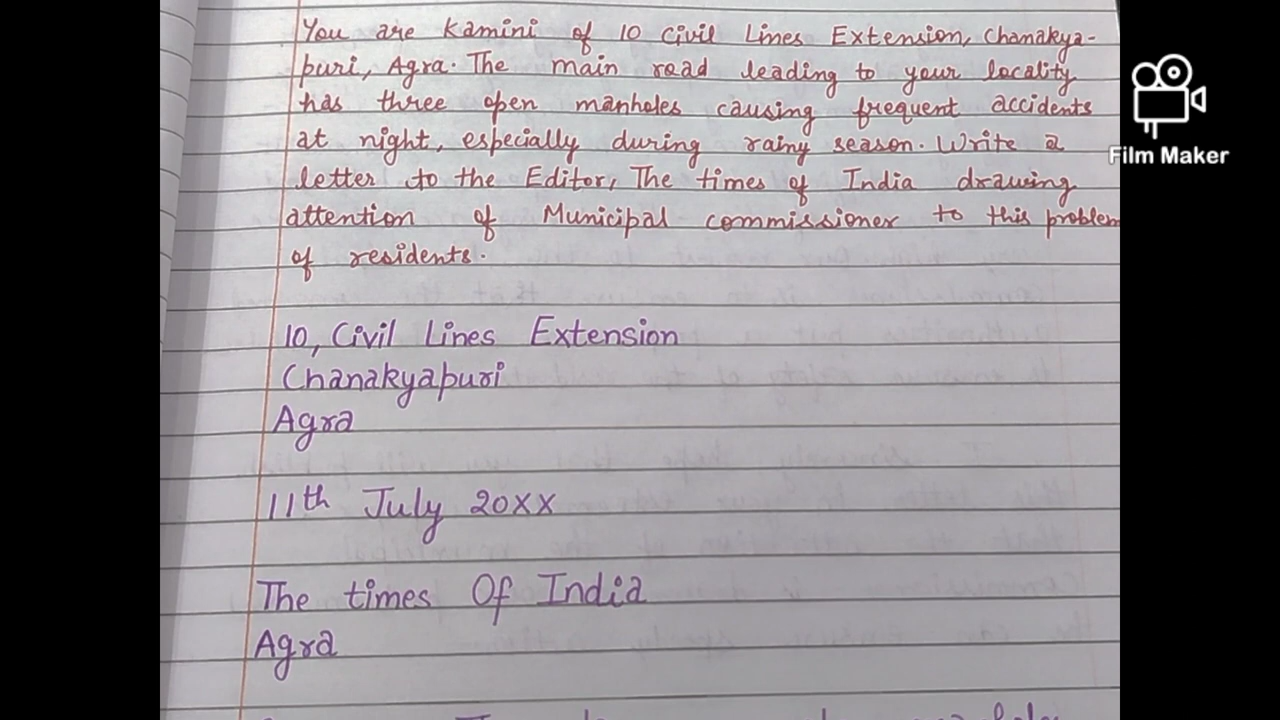 You are Kamini of 10 Civil Lines Extension, Chanakya-
puri, Agra. The main road leading to your locality
has three open manholes causing frequent accidents
at night, especially during rainy season. Write a
letter to the Editor, The times of India drawing
attention of Municipal commissioner to this problem
of residents.
10, Civil Lines Extension
Chanakyapuri
Agra
11th July 20XX
The times Of India
Agra
Film Maker